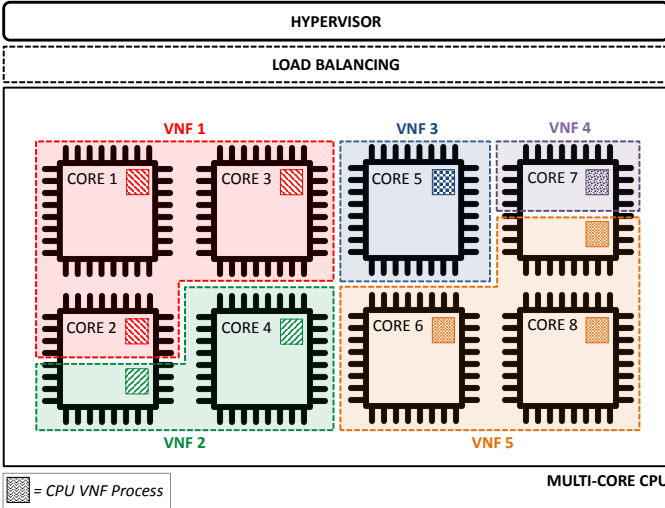 HYPERVISOR
LOAD BALANCING
VNF 1
VNF 3
VNF 4
CORE 1
CORE 3
CORE 5
CORE 7
CORE 2
CORE 4
CORE 6
CORE 8
VNF 2
VNF 5
MULTI-CORE CPU
= CPU VNF Process